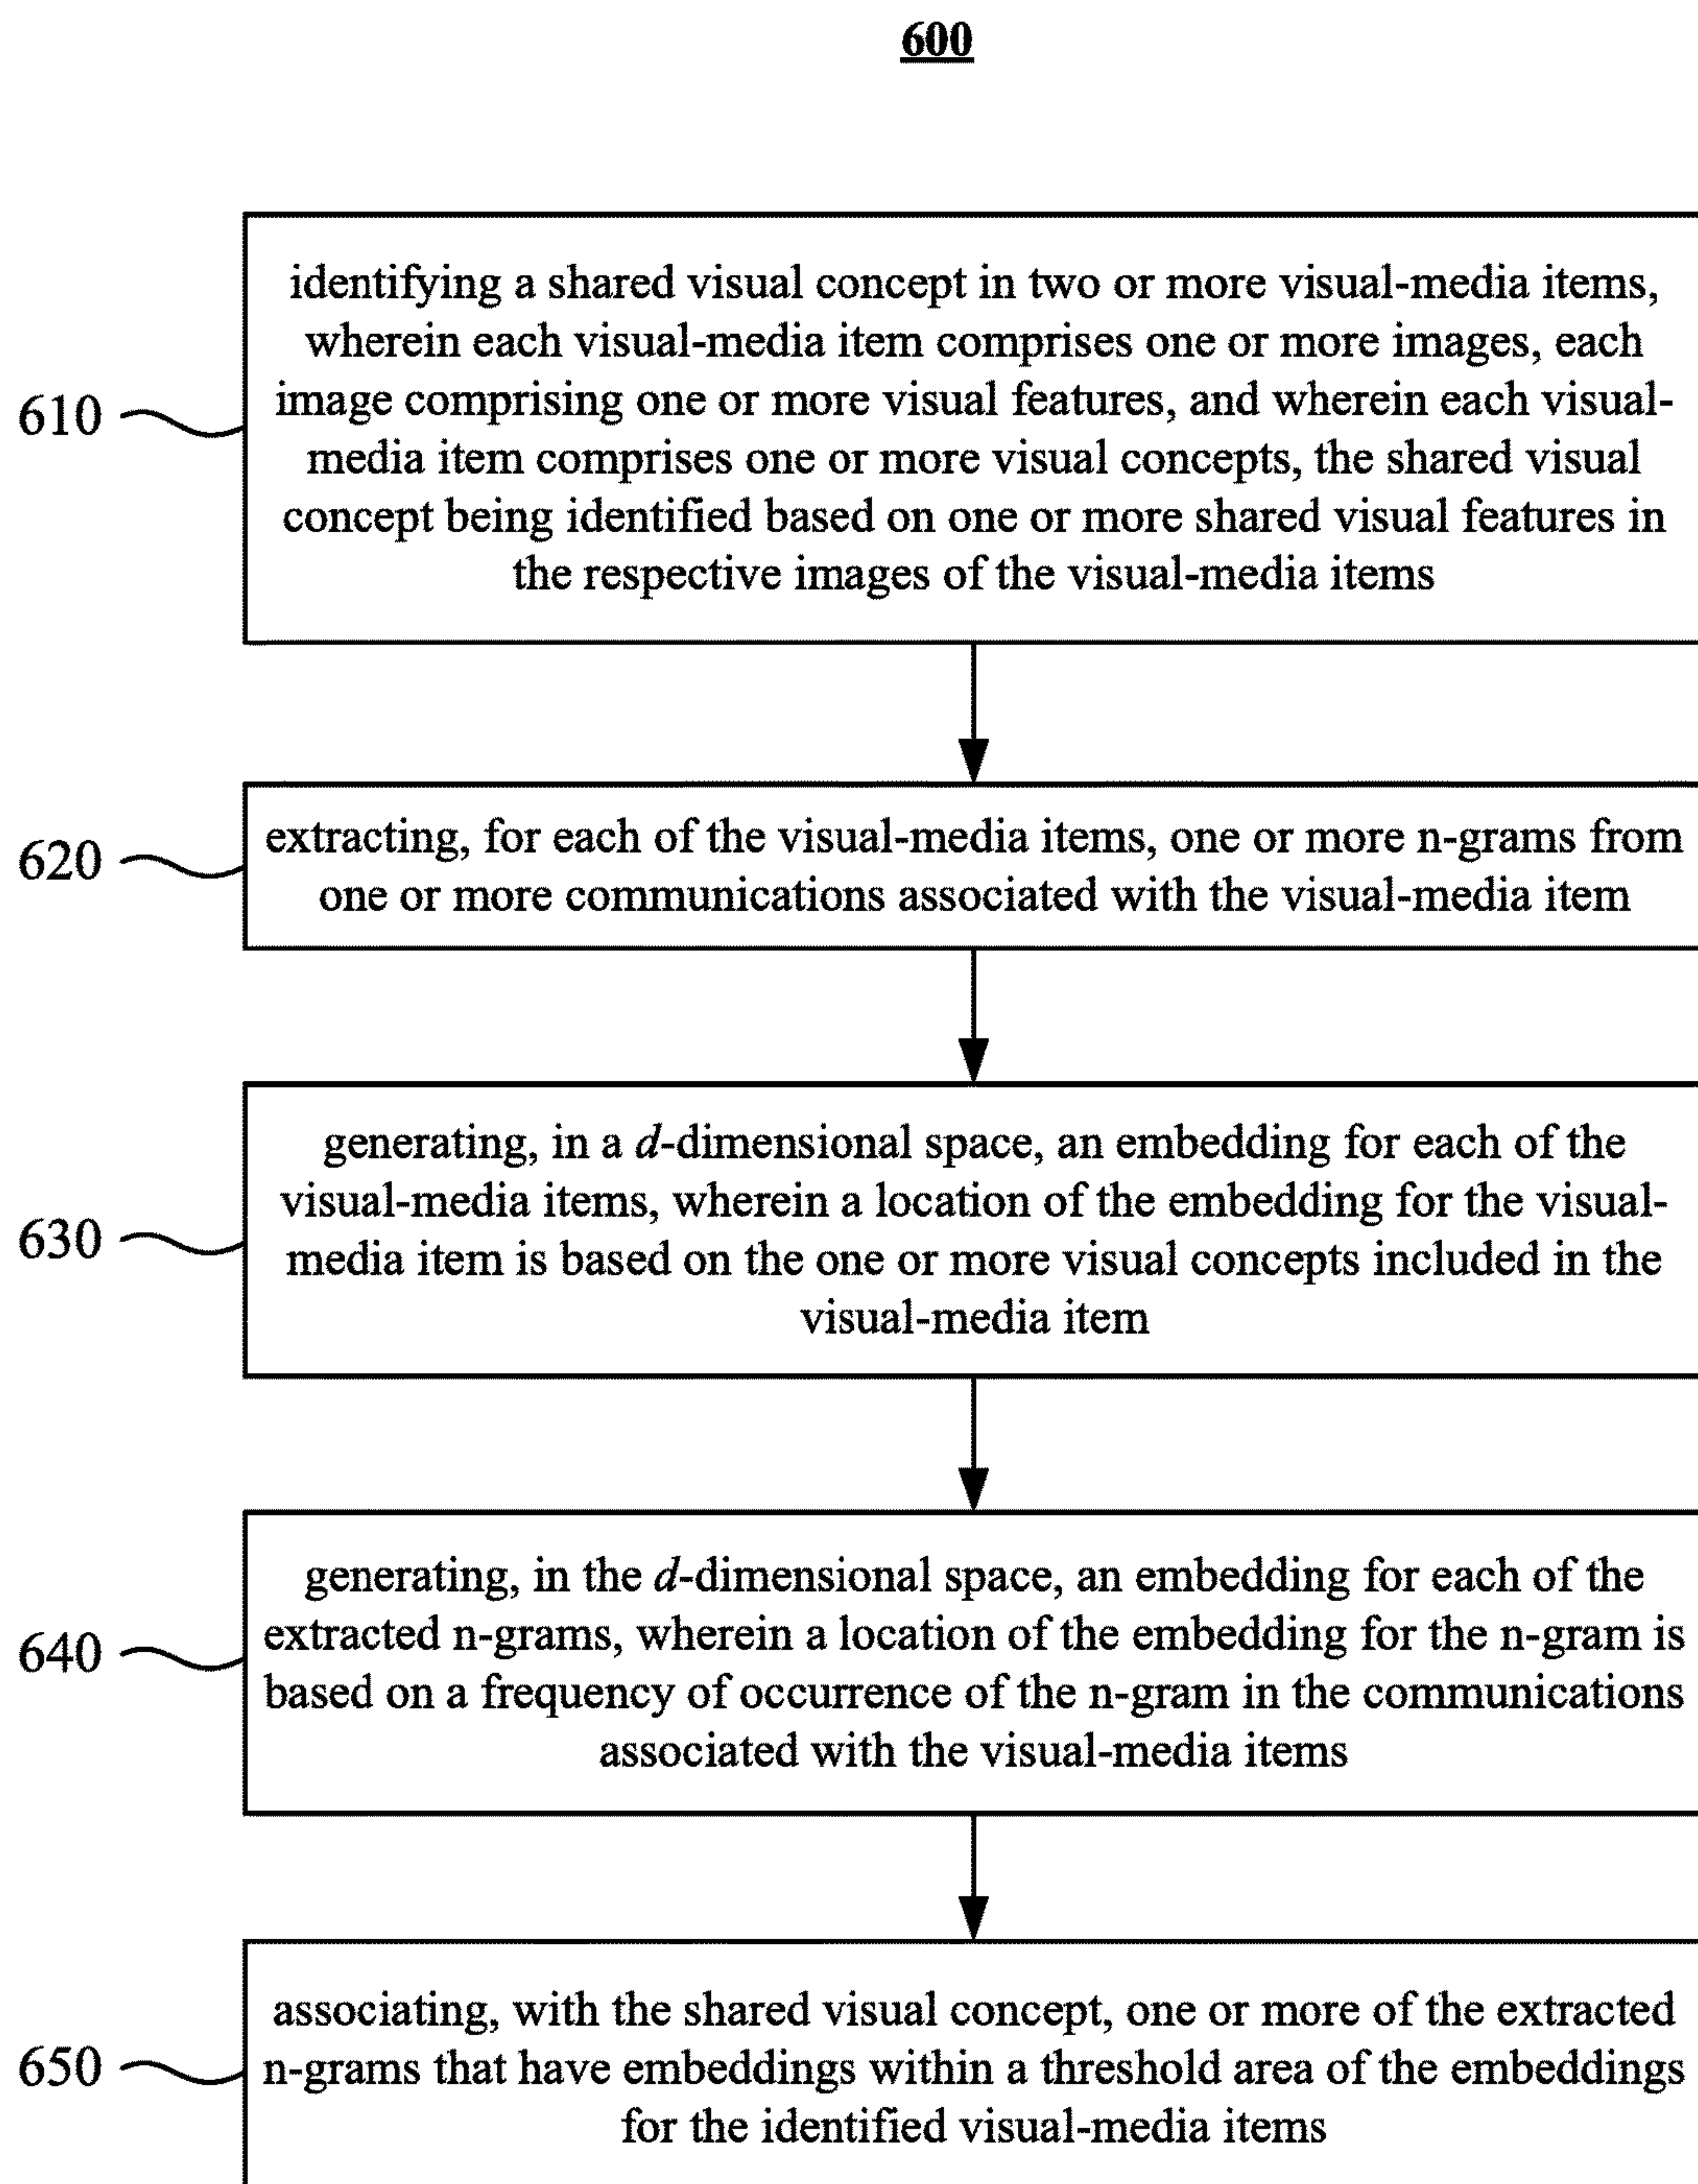 600
identifying a shared visual concept in two or more visual-media items,
wherein each visual-media item comprises one or more images, each
image comprising one or more visual features, and wherein each visual-
610
media item comprises one or more visual concepts, the shared visual
concept being identified based on one or more shared visual features in
the respective images of the visual-media items
620
extracting, for each of the visual-media items, one or more n-grams from
one or more communications associated with the visual-media item
630
generating, in a d-dimensional space, an embedding for each of the
visual-media items, wherein a location of the embedding for the visual-
media item is based on the one or more visual concepts included in the
visual-media item
640
generating, in the d-dimensional space, an embedding for each of the
extracted n-grams, wherein a location of the embedding for the n-gram is
based on a frequency of occurrence of the n-gram in the communications
associated with the visual-media items
650
associating, with the shared visual concept, one or more of the extracted
n-grams that have embeddings within a threshold area of the embeddings
for the identified visual-media items